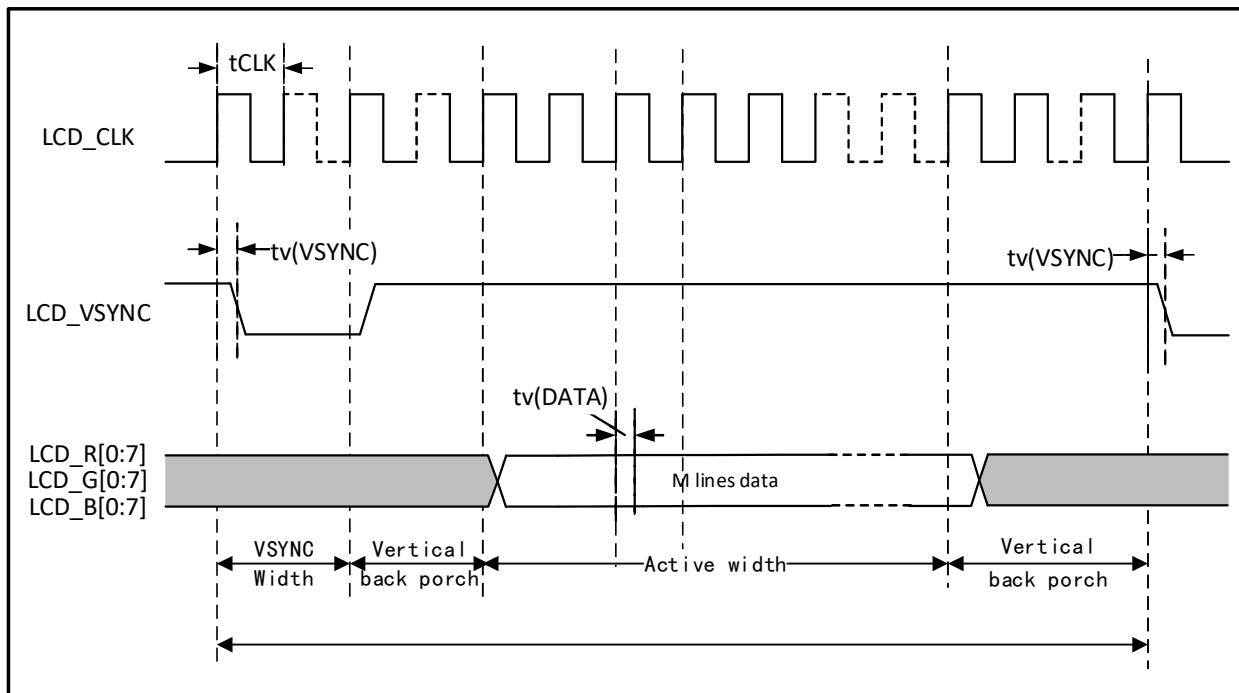 tCLK
LCD_CLK
tv(VSYNC)
tv(VSYNC)
LCD_VSYNC
tv(DATA)
LCD_R[0:7]
LCD_G[0:7]
LCD_B[0:7]
M lines data
VSYNC
Width
Vertical
back porch
Active width
Vertical
back porch